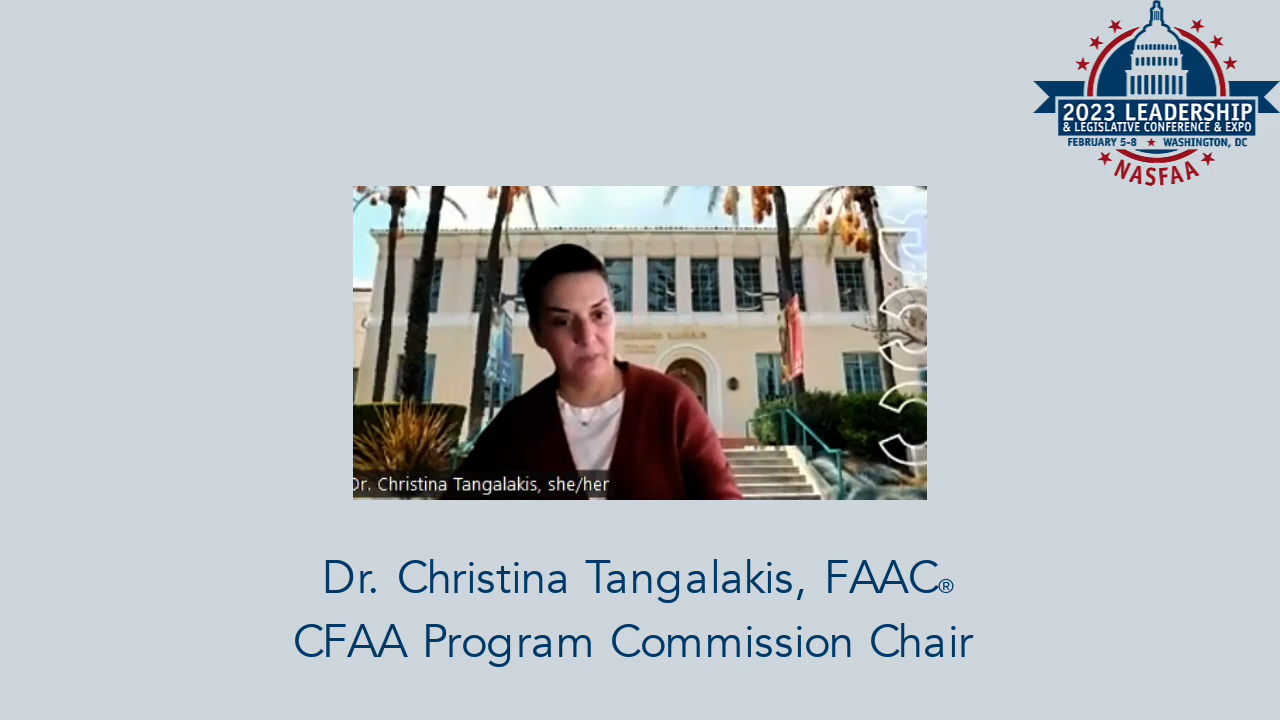 2023 LEADERSHIP
& LEGISLATIVE CONFERENCE & EXPO
FEBRUARY 5-8 ★ WASHINGTON, DC
NASFAA
Dr. Christina Tangalakis, she/her
Dr. Christina Tangalakis, FAAC®
CFAA Program Commission Chair